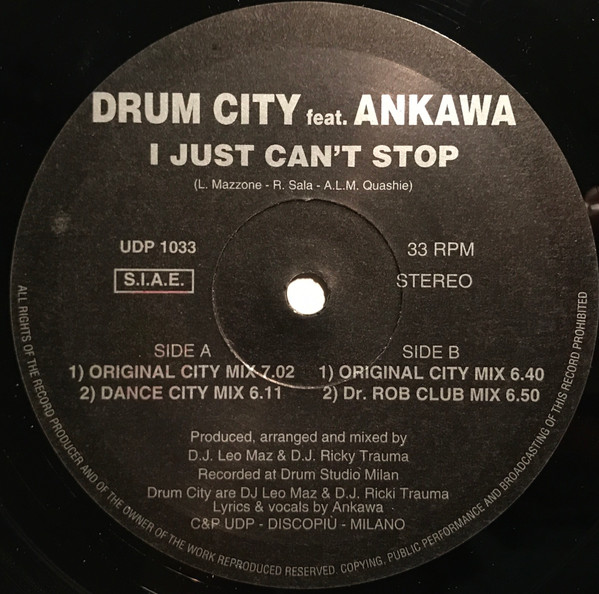 DRUM CITY feat. ANKAWA
I JUST CAN'T STOP
(L. Mazzone - R. Sala - A.L.M. Quashie)
UDP 1033
33 RPM
S.I.A.E.
STEREO
SIDE A
1) ORIGINAL CITY MIX 7.02
2) DANCE CITY MIX 6.11
SIDE B
1) ORIGINAL CITY MIX 6.40
2) Dr. ROB CLUB MIX 6.50
Produced, arranged and mixed by
D.J. Leo Maz & D.J. Ricky Trauma
Recorded at Drum Studio Milan
Drum City are DJ Leo Maz & D.J. Ricki Trauma
Lyrics & vocals by Ankawa
C&P UDP - DISCOPIÙ - MILANO
ALL RIGHTS OF THE RECORD PRODUCER AND OF THE OWNER OF THE WORK REPRODUCED RESERVED. COPYING, PUBLIC PERFORMANCE AND BROADCASTING OF THIS RECORD PROHIBITED